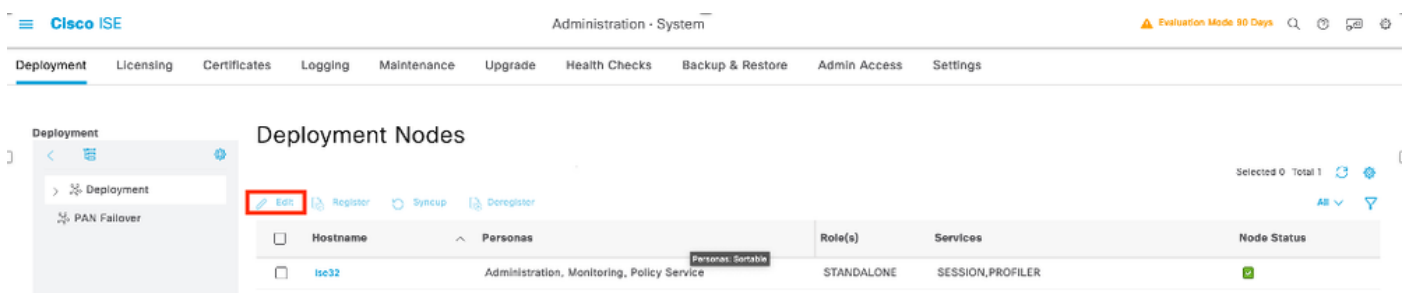 Cisco ISE Administration · System Evaluation Mode 90 Days
Deployment Licensing Certificates Logging Maintenance Upgrade Health Checks Backup & Restore Admin Access Settings
Deployment
Deployment Nodes
Selected 0 Total 1
Deployment
Edit Register Syncup Deregister All
PAN Failover
Hostname Personas Role(s) Services Node Status
Personas: Sortable
ise32 Administration, Monitoring, Policy Service STANDALONE SESSION,PROFILER